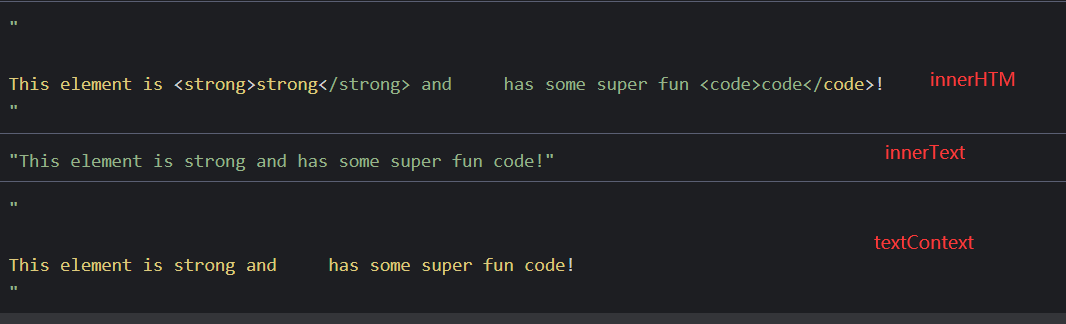 "
This element is <strong>strong</strong> and     has some super fun <code>code</code>! innerHTM
"
"This element is strong and has some super fun code!" innerText
"
textContext
This element is strong and     has some super fun code!
"